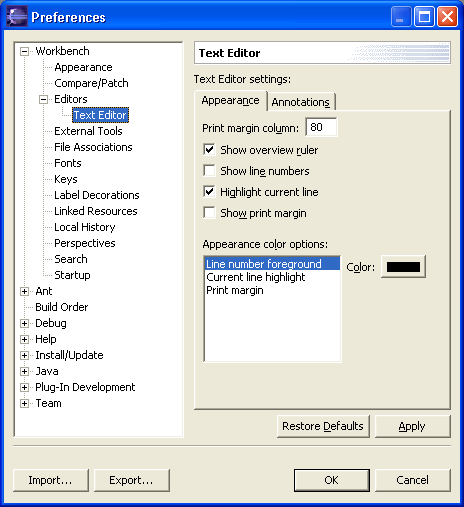 Preferences
Workbench
Appearance
Compare/Patch
Editors
Text Editor
External Tools
File Associations
Fonts
Keys
Label Decorations
Linked Resources
Local History
Perspectives
Search
Startup
Ant
Build Order
Debug
Help
Install/Update
Java
Plug-In Development
Team
Text Editor
Text Editor settings:
Appearance Annotations
Print margin column: 80
Show overview ruler
Show line numbers
Highlight current line
Show print margin
Appearance color options:
Line number foreground
Current line highlight
Print margin
Color:
Restore Defaults Apply
Import... Export... OK Cancel